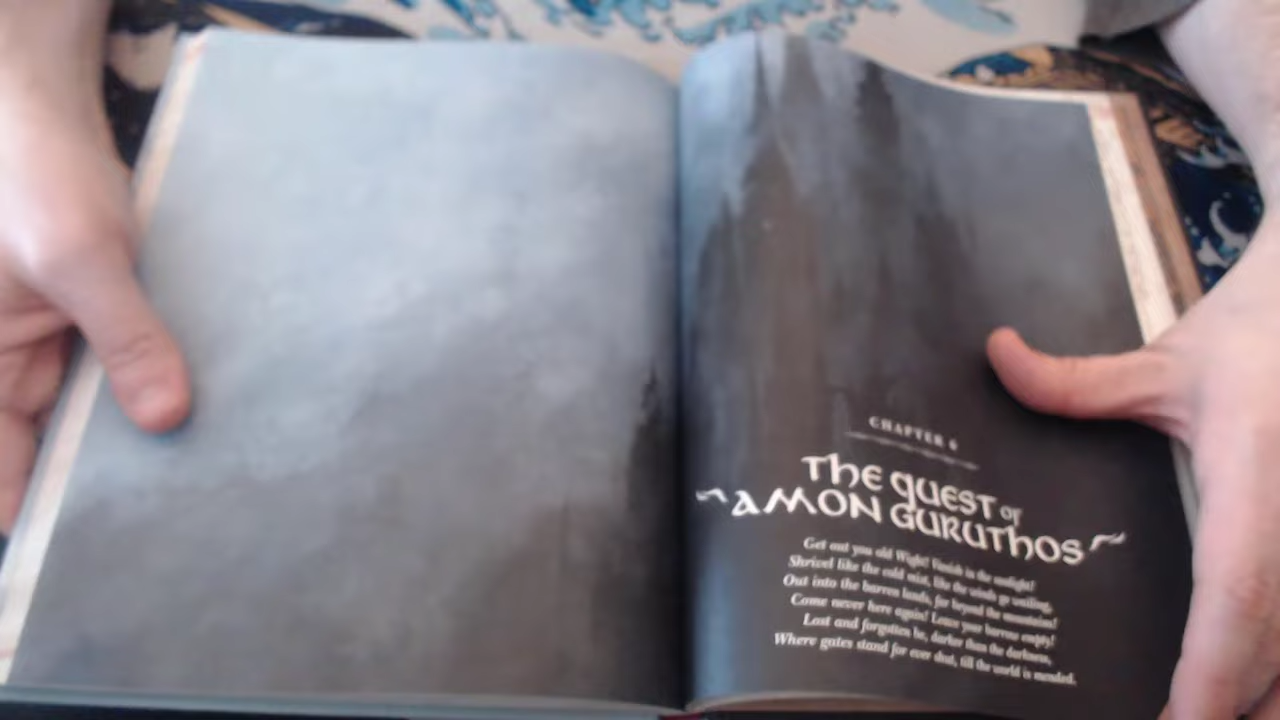 CHAPTER 6
THE QUEST OF
AMON GURUTHOS
Get out you old Wight! Vanish in the sunlight!
Shrivel like the cold mist, like the winds go wailing,
Out into the barren lands, far beyond the mountains!
Come never here again! Leave your barrow empty!
Lost and forgotten be, darker than the darkness,
Where gates stand for ever shut, till the world is mended.